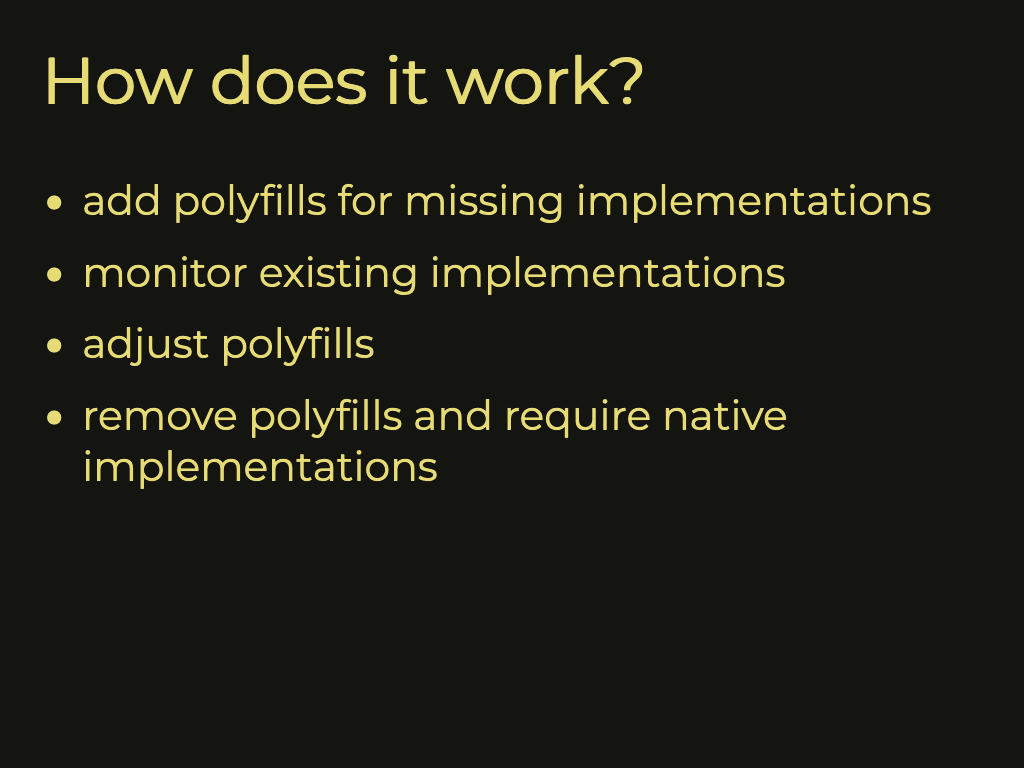 How does it work?
• add polyfills for missing implementations
• monitor existing implementations
• adjust polyfills
• remove polyfills and require native
implementations